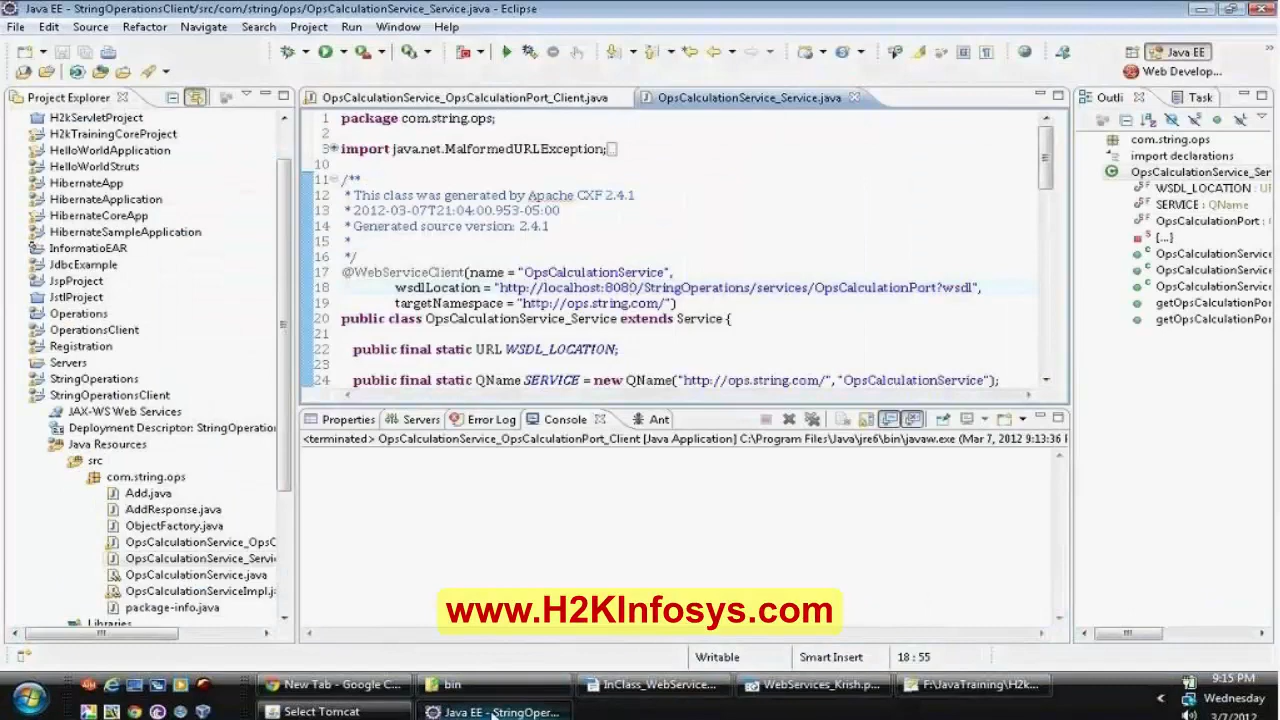 Java EE - StringOperationsClient/src/com/string/ops/OpsCalculationService_Service.java - Eclipse
File Edit Source Refactor Navigate Search Project Run Window Help
Java EE
Web Develop...
Project Explorer
OpsCalculationService_OpsCalculationPort_Client.java
OpsCalculationService_Service.java
Outli
Task
H2kServletProject
H2kTrainingCoreProject
HelloWorldApplication
HelloWorldStruts
HibernateApp
HibernateApplication
HibernateCoreApp
HibernateSampleApplication
InformatioEAR
JdbcExample
JspProject
JstlProject
Operations
OperationsClient
Registration
Servers
StringOperations
StringOperationsClient
JAX-WS Web Services
Deployment Descriptor: StringOperatio
Java Resources
src
com.string.ops
Add.java
AddResponse.java
ObjectFactory.java
OpsCalculationService_OpsC
OpsCalculationService_Servi
OpsCalculationService.java
OpsCalculationServiceImpl.j
package-info.java
Libraries
1 package com.string.ops;
2
3 import java.net.MalformedURLException;
10
11 /**
12 * This class was generated by Apache CXF 2.4.1
13 * 2012-03-07T21:04:00.953-05:00
14 * Generated source version: 2.4.1
15 *
16 */
17 @WebServiceClient(name = "OpsCalculationService",
18 wsdlLocation = "http://localhost:8080/StringOperations/services/OpsCalculationPort?wsdl",
19 targetNamespace = "http://ops.string.com/")
20 public class OpsCalculationService_Service extends Service {
21
22 public final static URL WSDL_LOCATION;
23
24 public final static QName SERVICE = new QName("http://ops.string.com/", "OpsCalculationService");
com.string.ops
import declarations
OpsCalculationService_Ser
WSDL_LOCATION : U
SERVICE : QName
OpsCalculationPort :
{...}
OpsCalculationService
OpsCalculationService
OpsCalculationService
getOpsCalculationPor
getOpsCalculationPor
Properties Servers Error Log Console Ant
<terminated> OpsCalculationService_OpsCalculationPort_Client [Java Application] C:\Program Files\Java\jre6\bin\javaw.exe (Mar 7, 2012 9:13:36 P
www.H2KInfosys.com
Writable Smart Insert 18 : 55
New Tab - Google C...
bin
InClass_WebService...
WebServices_Krish.p...
F:\JavaTraining\H2k...
Select Tomcat
Java EE - StringOper...
9:15 PM
Wednesday
3/7/2012